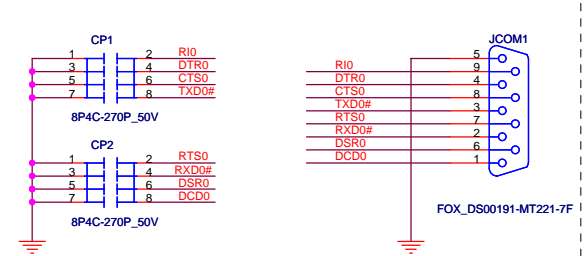 CP1
1 2 RI0
3 4 DTR0
5 6 CTS0
7 8 TXD0#
8P4C-270P_50V
CP2
1 2 RTS0
3 4 RXD0#
5 6 DSR0
7 8 DCD0
8P4C-270P_50V
JCOM1
5
RI0 9
DTR0 4
CTS0 8
TXD0# 3
RTS0 7
RXD0# 2
DSR0 6
DCD0 1
FOX_DS00191-MT221-7F